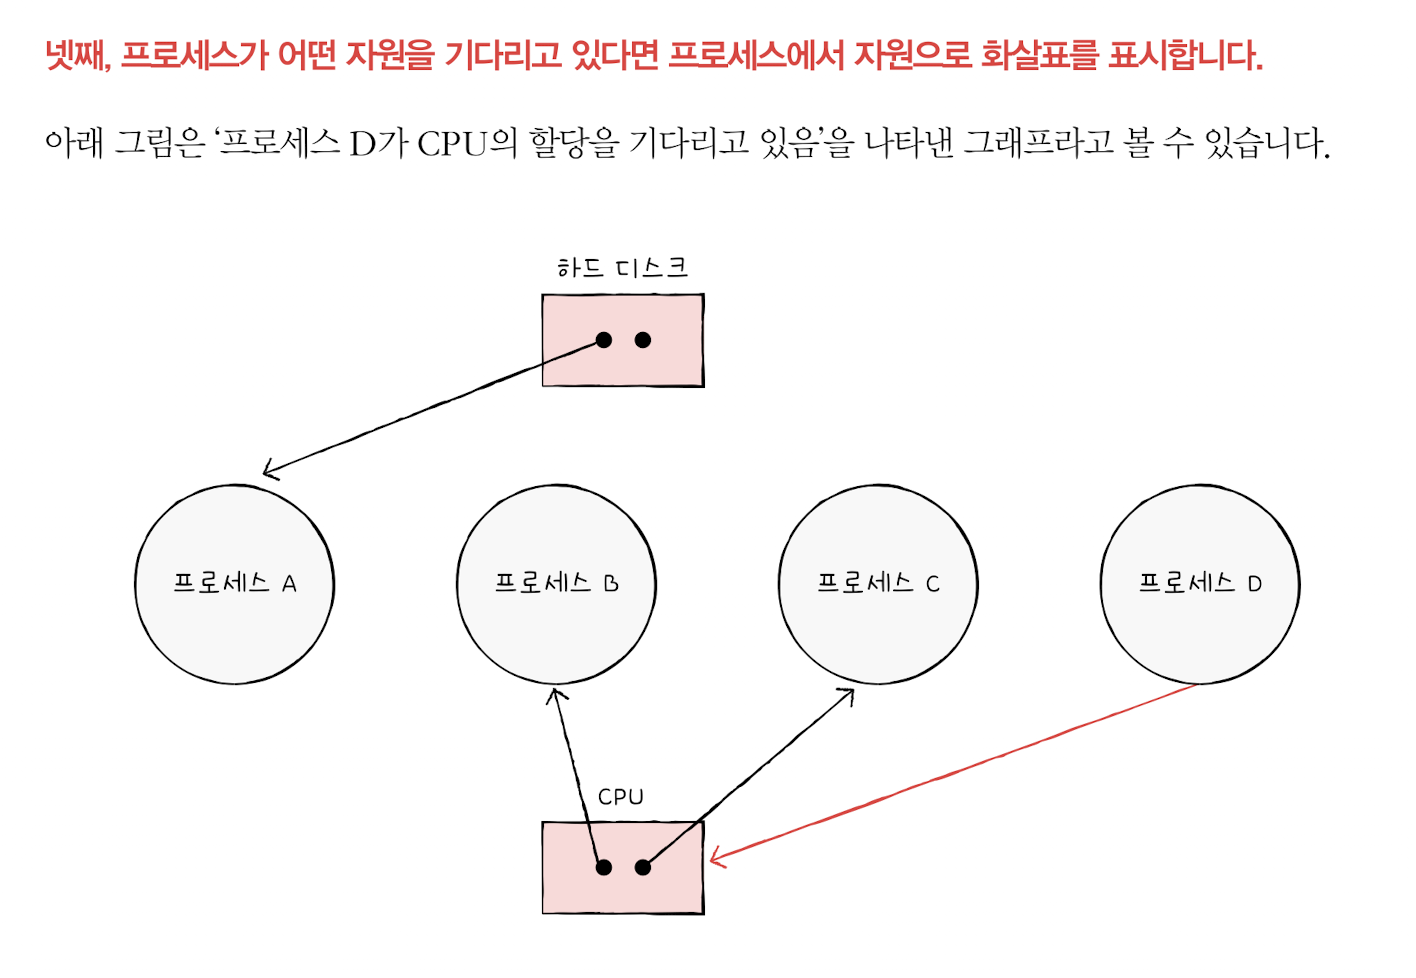 넷째, 프로세스가 어떤 자원을 기다리고 있다면 프로세스에서 자원으로 화살표를 표시합니다.
아래 그림은 ‘프로세스 D가 CPU의 할당을 기다리고 있음’을 나타낸 그래프라고 볼 수 있습니다.
하드 디스크
프로세스 A
프로세스 B
프로세스 C
프로세스 D
CPU